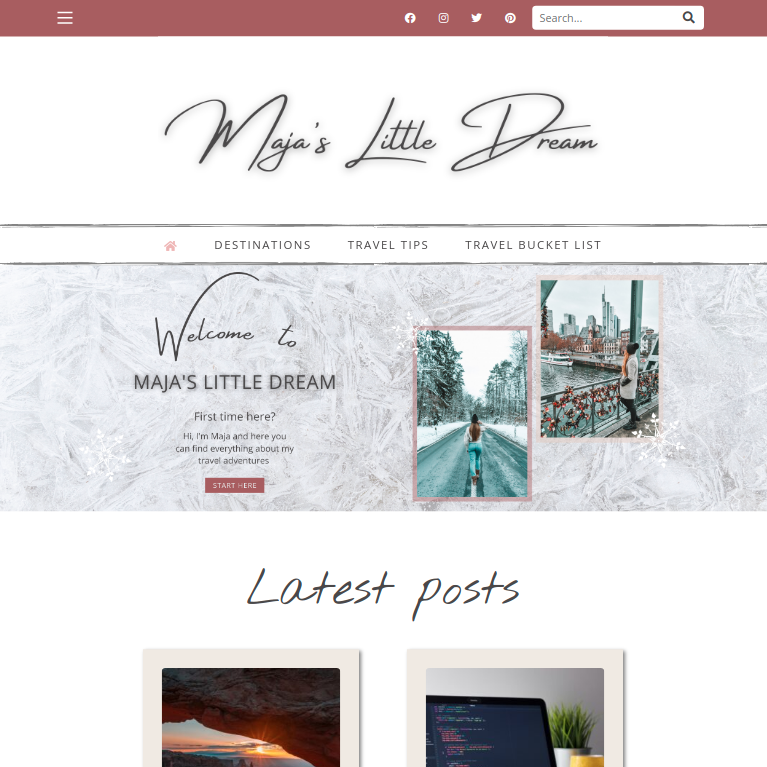 Search...
Maja's Little Dream
DESTINATIONS TRAVEL TIPS TRAVEL BUCKET LIST
Welcome to
MAJA'S LITTLE DREAM
First time here?
Hi, I'm Maja and here you
can find everything about my
travel adventures
START HERE
Latest posts